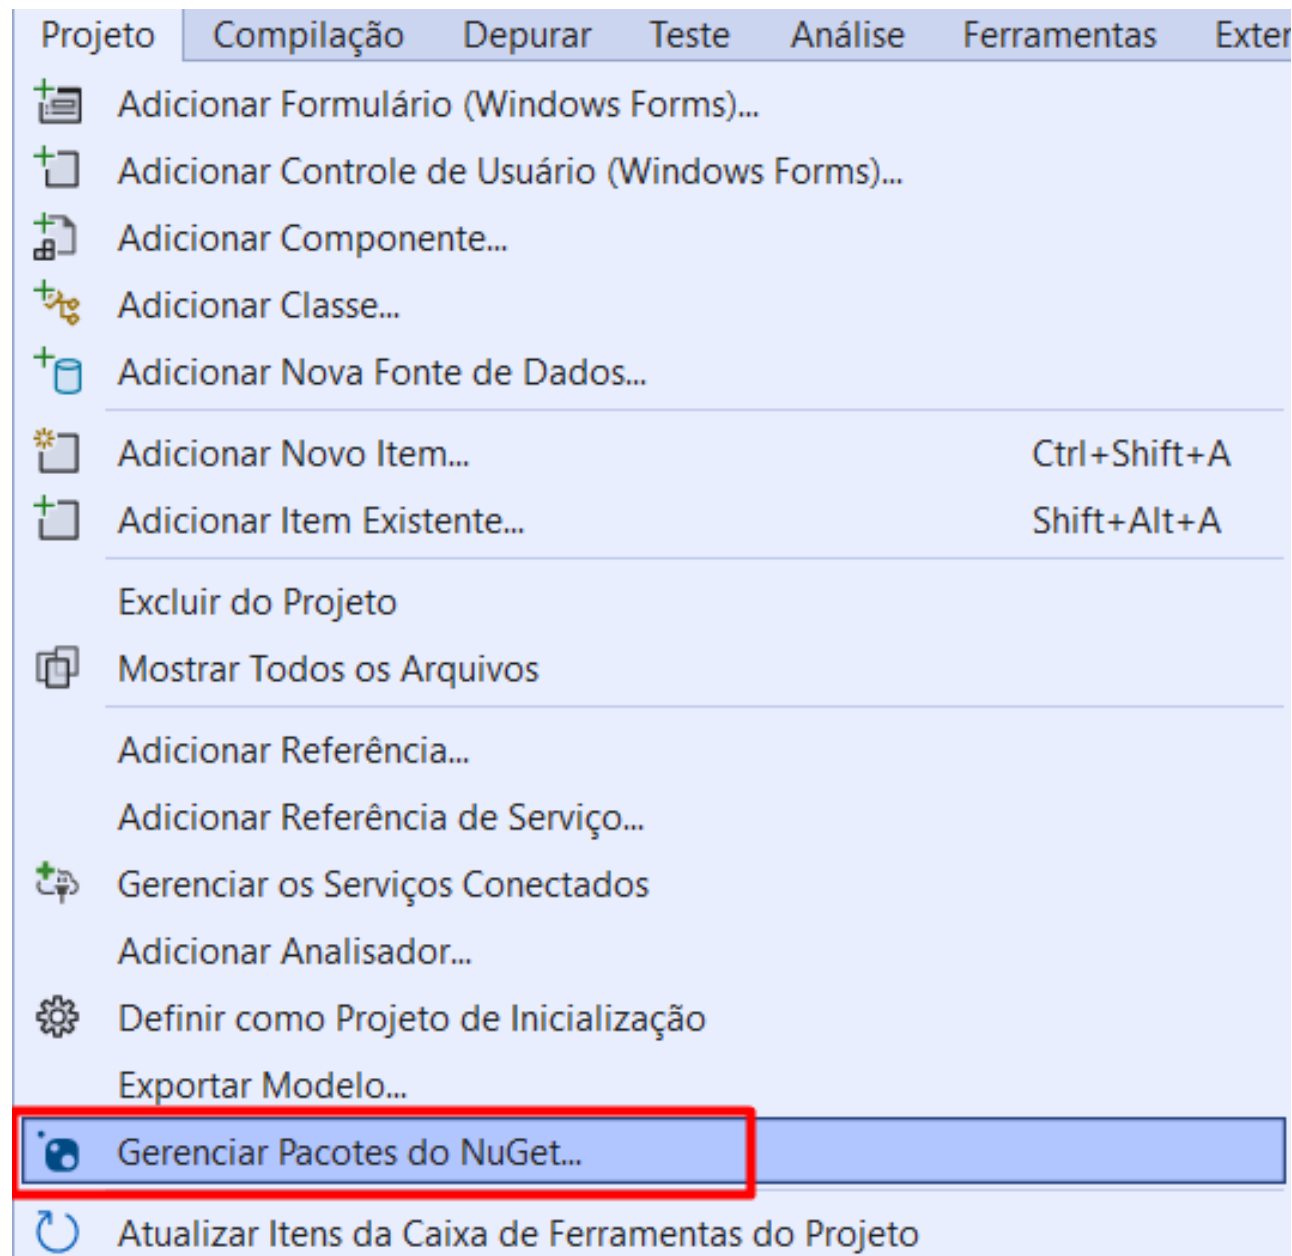 Projeto Compilação Depurar Teste Análise Ferramentas Exter
Adicionar Formulário (Windows Forms)...
Adicionar Controle de Usuário (Windows Forms)...
Adicionar Componente...
Adicionar Classe...
Adicionar Nova Fonte de Dados...
Adicionar Novo Item... Ctrl+Shift+A
Adicionar Item Existente... Shift+Alt+A
Excluir do Projeto
Mostrar Todos os Arquivos
Adicionar Referência...
Adicionar Referência de Serviço...
Gerenciar os Serviços Conectados
Adicionar Analisador...
Definir como Projeto de Inicialização
Exportar Modelo...
Gerenciar Pacotes do NuGet...
Atualizar Itens da Caixa de Ferramentas do Projeto